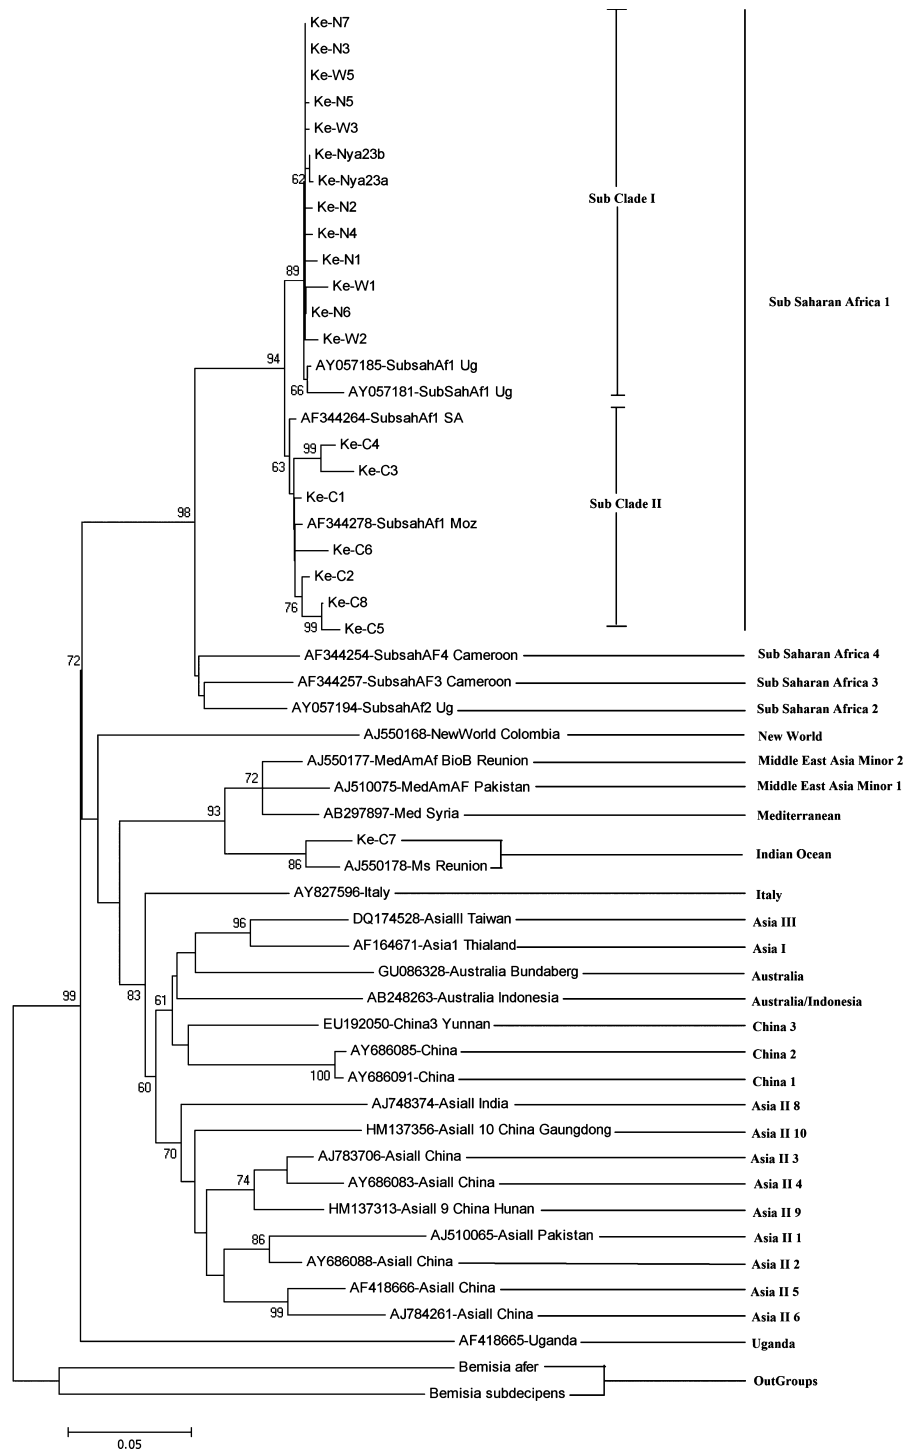 Ke-N7
Ke-N3
Ke-W5
Ke-N5
Ke-W3
Ke-Nya23b
62
Ke-Nya23a
Sub Clade I
Ke-N2
Ke-N4
Ke-N1
89
Ke-W1
Sub Saharan Africa 1
Ke-N6
Ke-W2
94
AY057185-SubsahAf1 Ug
66
AY057181-SubSahAf1 Ug
AF344264-SubsahAf1 SA
99
Ke-C4
63
Ke-C3
Ke-C1
Sub Clade II
98
AF344278-SubsahAf1 Moz
Ke-C6
Ke-C2
76
Ke-C8
99
Ke-C5
72
AF344254-SubsahAF4 Cameroon Sub Saharan Africa 4
AF344257-SubsahAF3 Cameroon Sub Saharan Africa 3
AY057194-SubsahAf2 Ug Sub Saharan Africa 2
AJ550168-NewWorld Colombia New World
AJ550177-MedAmAf BioB Reunion Middle East Asia Minor 2
72
AJ510075-MedAmAF Pakistan Middle East Asia Minor 1
93
AB297897-Med Syria Mediterranean
Ke-C7
Indian Ocean
86
AJ550178-Ms Reunion
AY827596-Italy Italy
96
DQ174528-AsiaIII Taiwan Asia III
AF164671-Asia1 Thialand Asia I
GU086328-Australia Bundaberg Australia
99
83
61
AB248263-Australia Indonesia Australia/Indonesia
EU192050-China3 Yunnan China 3
AY686085-China China 2
100
AY686091-China China 1
60
AJ748374-AsiaII India Asia II 8
HM137356-AsiaII 10 China Gaungdong Asia II 10
70
AJ783706-AsiaII China Asia II 3
74
AY686083-AsiaII China Asia II 4
HM137313-AsiaII 9 China Hunan Asia II 9
86
AJ510065-AsiaII Pakistan Asia II 1
AY686088-AsiaII China Asia II 2
AF418666-AsiaII China Asia II 5
99
AJ784261-AsiaII China Asia II 6
AF418665-Uganda Uganda
Bemisia afer
OutGroups
Bemisia subdecipens
0.05